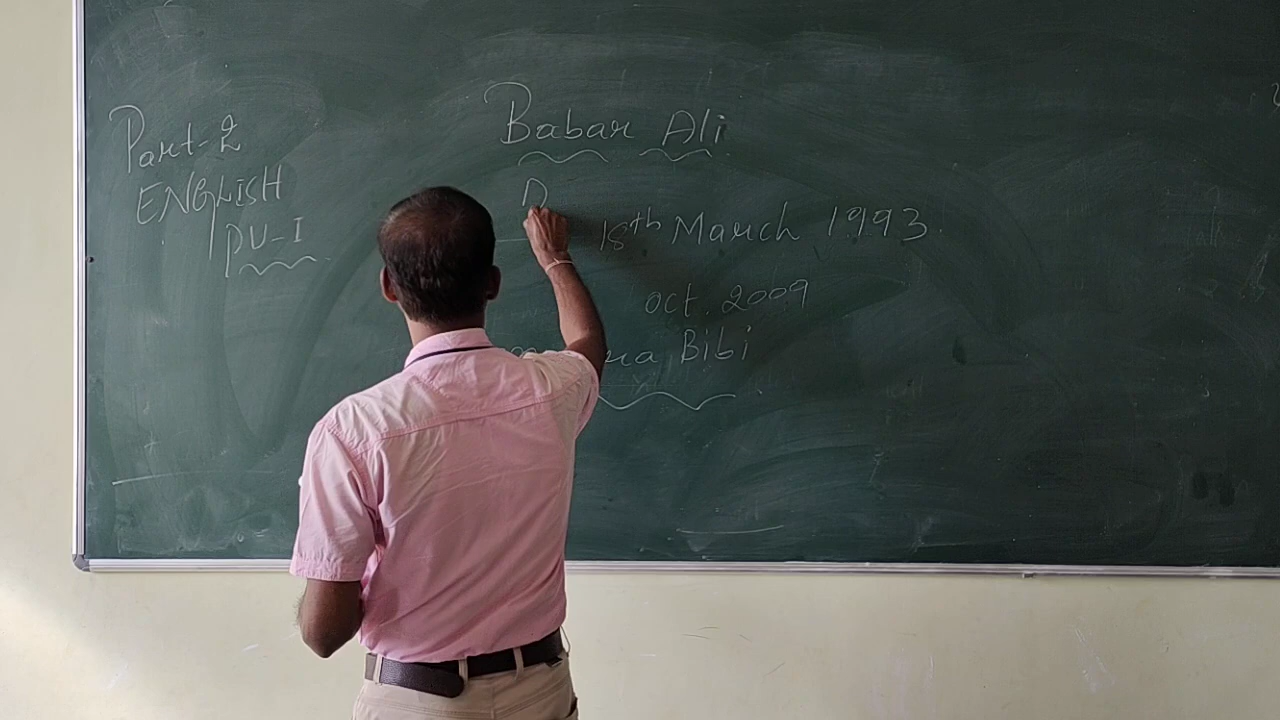 Part-2
ENGLISH
PU-I
Babar Ali
D
18th March 1993
Oct. 2009
Bibi